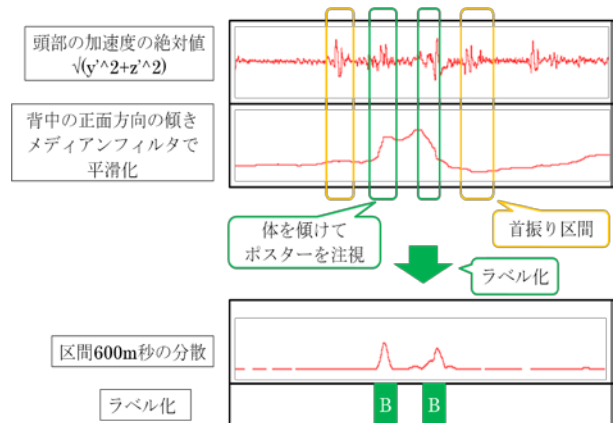 頭部の加速度の絶対値
√(y'^2+z'^2)
背中の正面方向の傾き
メディアンフィルタで
平滑化
体を傾けて
ポスターを注視
首振り区間
ラベル化
区間600m秒の分散
ラベル化
B
B